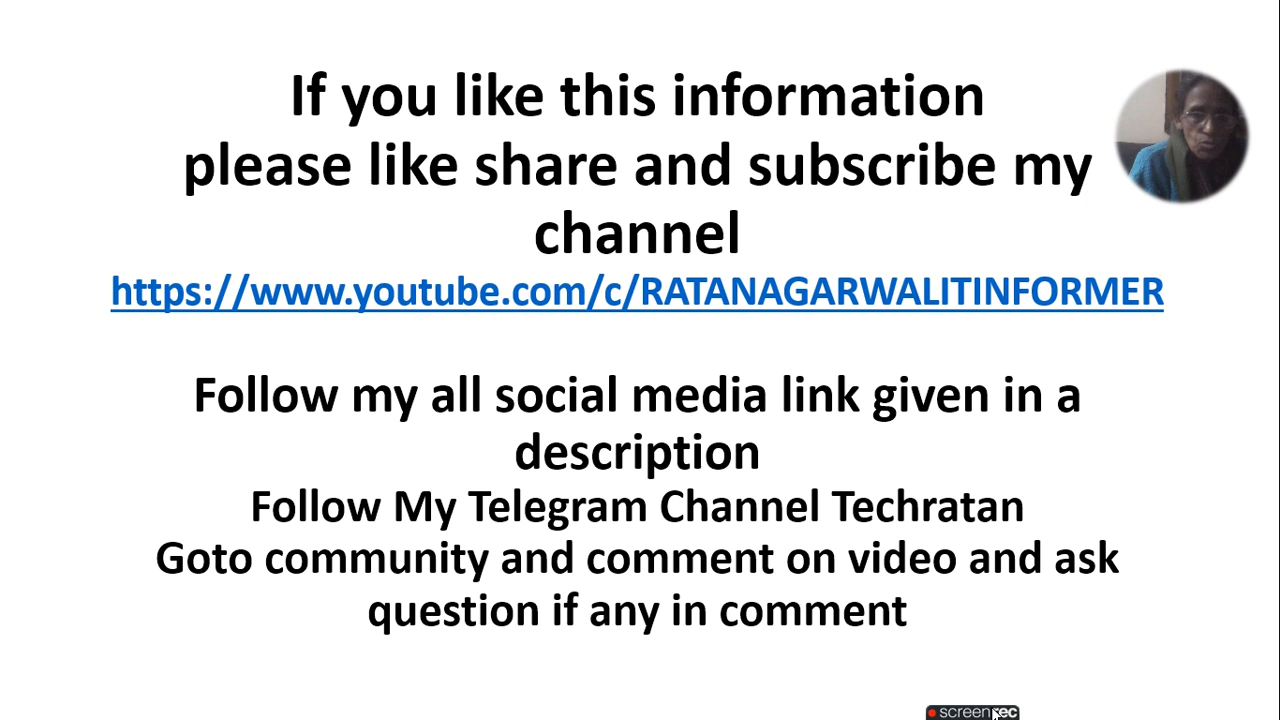 If you like this information
please like share and subscribe my
channel
https://www.youtube.com/c/RATANAGARWALITINFORMER
Follow my all social media link given in a
description
Follow My Telegram Channel Techratan
Goto community and comment on video and ask
question if any in comment
screenrec